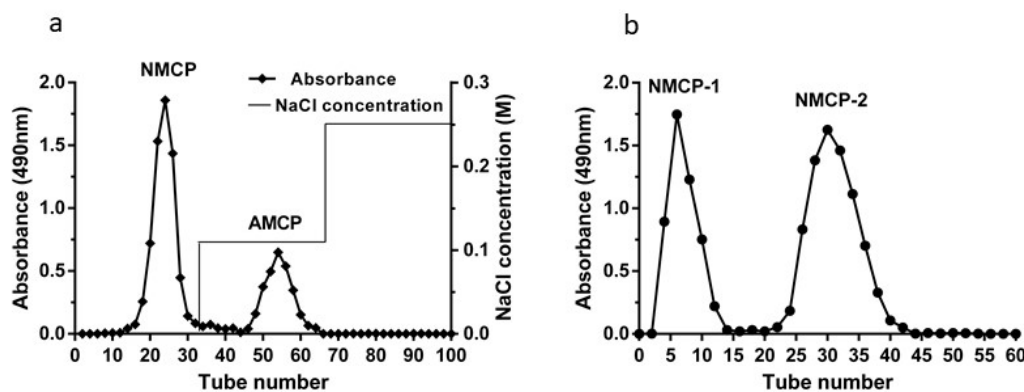 a
NMCP
Absorbance
NaCl concentration
AMCP
Absorbance (490nm)
2.0
1.5
1.0
0.5
0.0
0.3
0.2
0.1
0.0
NaCl concentration (M)
0 10 20 30 40 50 60 70 80 90 100
Tube number
b
NMCP-1
NMCP-2
Absorbance (490nm)
2.0
1.5
1.0
0.5
0.0
0 5 10 15 20 25 30 35 40 45 50 55 60
Tube number